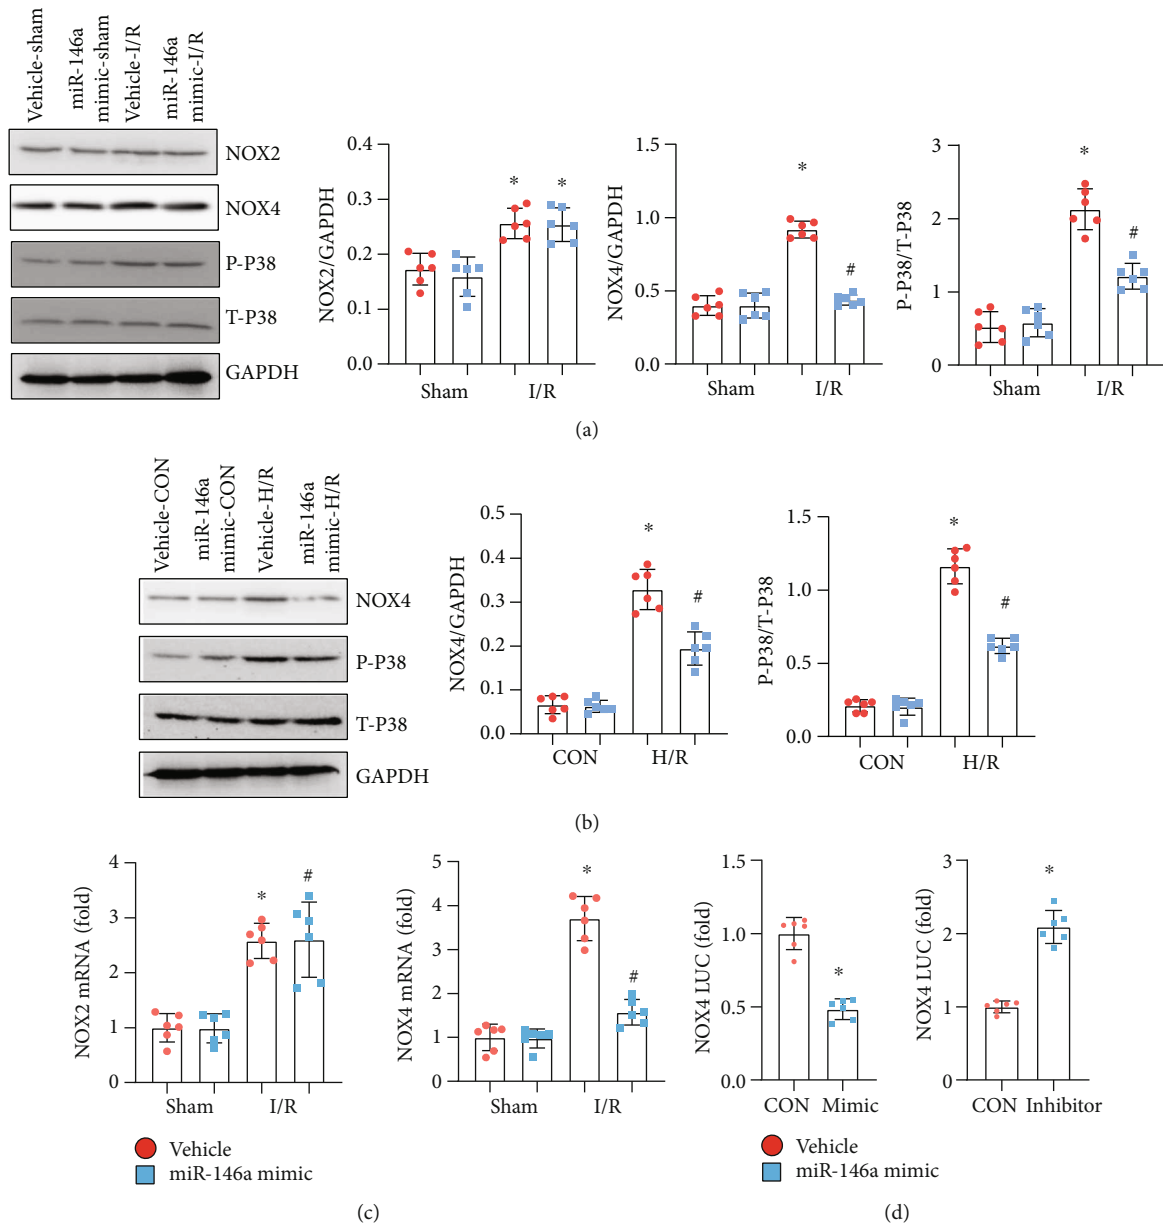 Vehicle-sham
miR-146a
mimic-sham
Vehicle-I/R
miR-146a
mimic-I/R
NOX2
NOX4
P-P38
T-P38
GAPDH
NOX2/GAPDH
0.4
0.3
0.2
0.1
0.0
* *
Sham I/R
NOX4/GAPDH
1.5
1.0
0.5
0.0
*
#
Sham I/R
P-P38/T-P38
3
2
1
0
*
#
Sham I/R
(a)
Vehicle-CON
miR-146a
mimic-CON
Vehicle-H/R
miR-146a
mimic-H/R
NOX4
P-P38
T-P38
GAPDH
NOX4/GAPDH
0.5
0.4
0.3
0.2
0.1
0.0
*
#
CON H/R
P-P38/T-P38
1.5
1.0
0.5
0.0
*
#
CON H/R
(b)
NOX2 mRNA (fold)
4
3
2
1
0
*
#
Sham I/R
NOX4 mRNA (fold)
5
4
3
2
1
0
*
#
Sham I/R
Vehicle
miR-146a mimic
(c)
NOX4 LUC (fold)
1.5
1.0
0.5
0.0
*
CON Mimic
NOX4 LUC (fold)
3
2
1
0
*
CON Inhibitor
Vehicle
miR-146a mimic
(d)